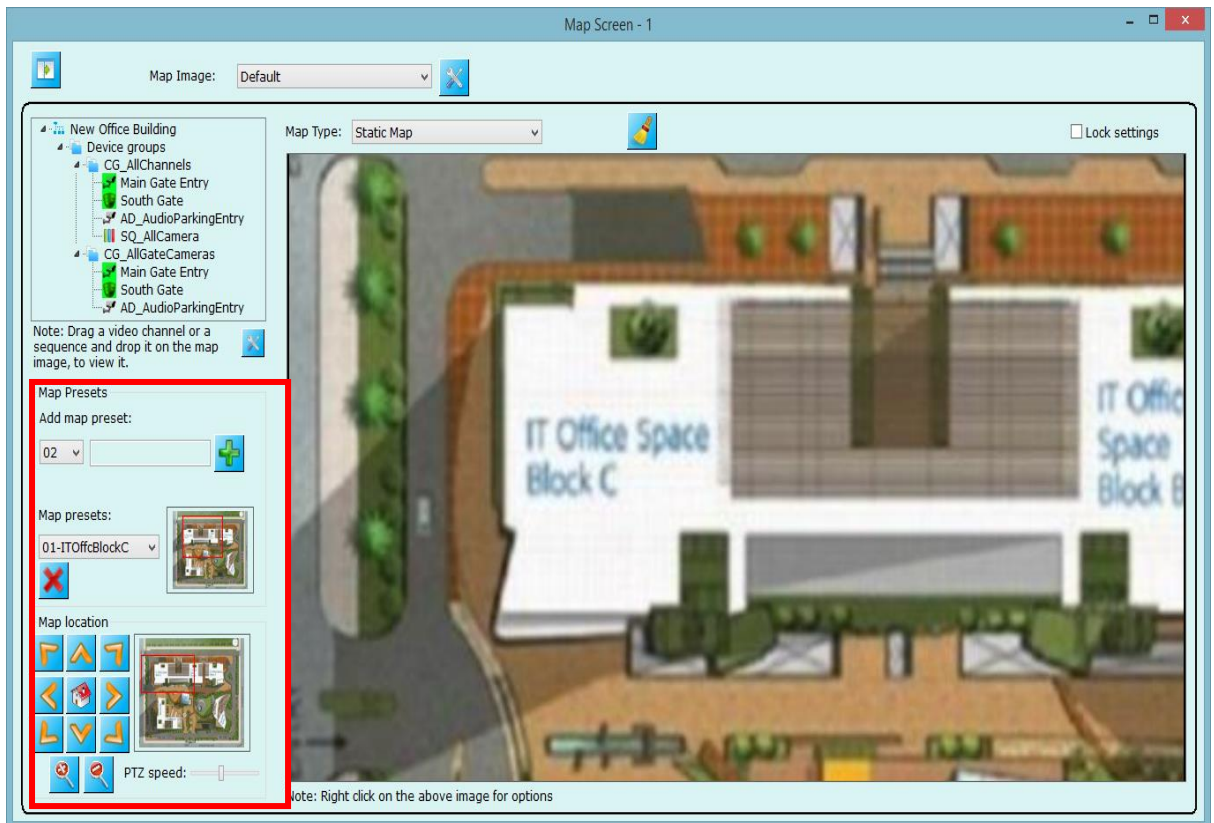 Map Screen - 1
Map Image: Default
New Office Building
Device groups
CG_AllChannels
Main Gate Entry
South Gate
AD_AudioParkingEntry
SQ_AllCamera
CG_AllGateCameras
Main Gate Entry
South Gate
AD_AudioParkingEntry
Note: Drag a video channel or a
sequence and drop it on the map
image, to view it.
Map Presets
Add map preset:
02
Map presets:
01-ITOffcBlockC
Map location
PTZ speed:
Map Type: Static Map
Lock settings
IT Office Space
Block C
IT Offic
Space
Block B
Note: Right click on the above image for options